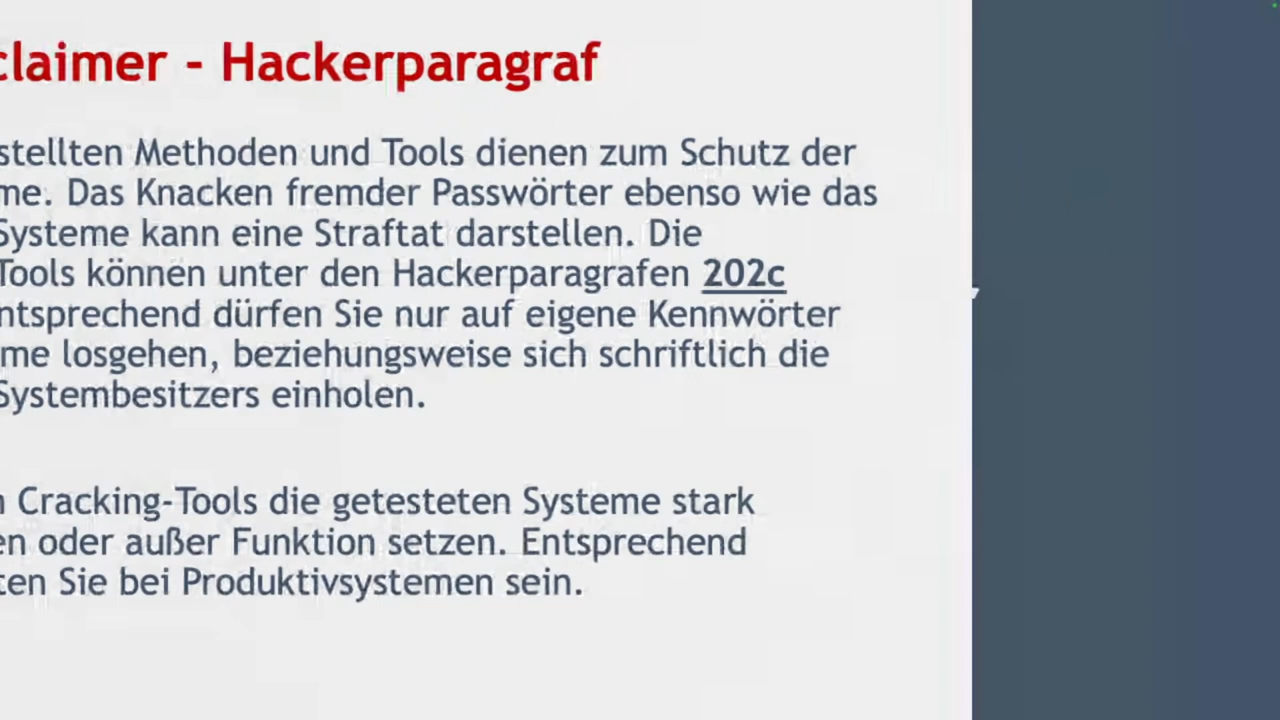 claimer - Hackerparagraf
stellten Methoden und Tools dienen zum Schutz der
me. Das Knacken fremder Passwörter ebenso wie das
Systeme kann eine Straftat darstellen. Die
Tools können unter den Hackerparagrafen 202c
ntsprechend dürfen Sie nur auf eigene Kennwörter
me losgehen, beziehungsweise sich schriftlich die
Systembesitzers einholen.
n Cracking-Tools die getesteten Systeme stark
en oder außer Funktion setzen. Entsprechend
ten Sie bei Produktivsystemen sein.